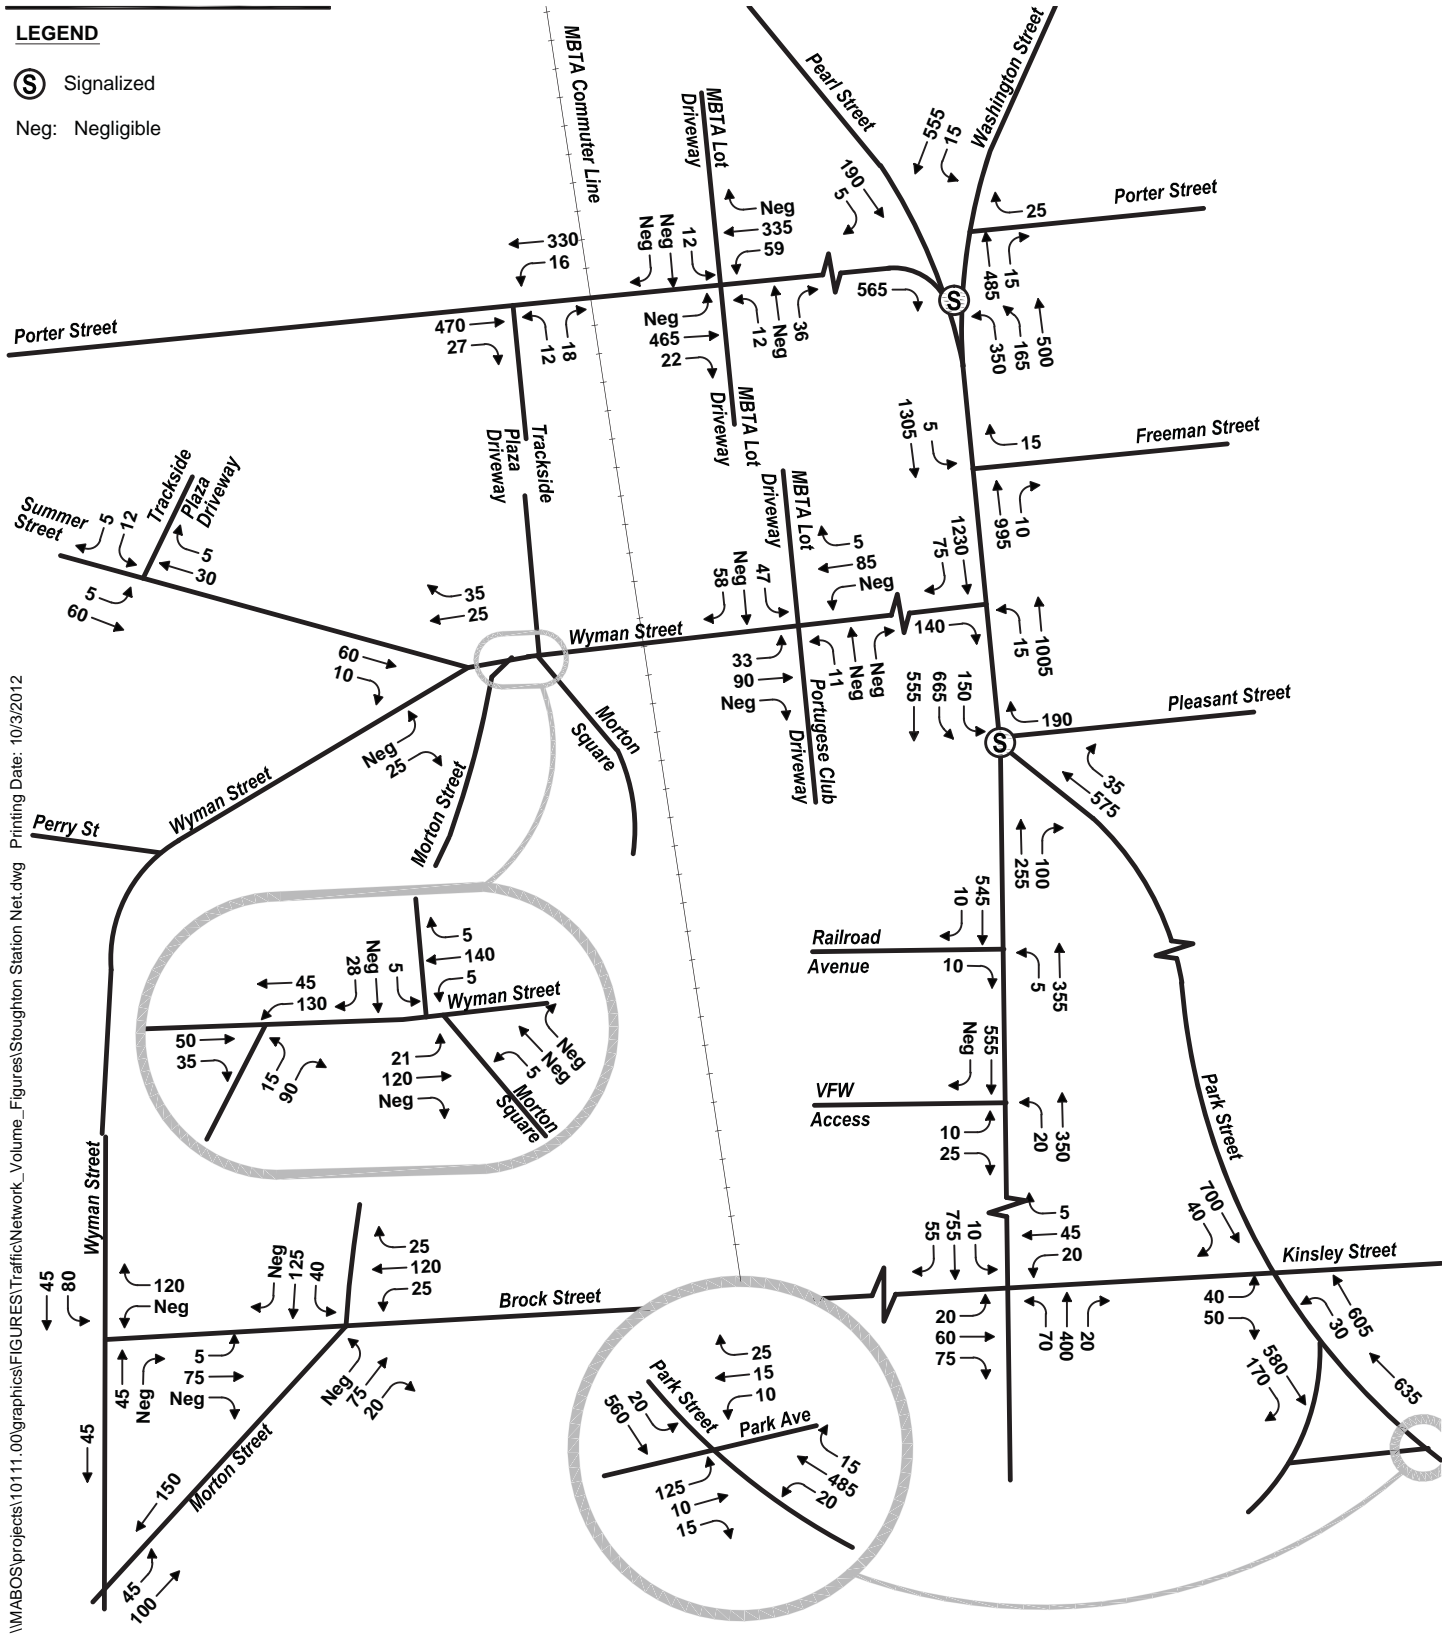 LEGEND
S Signalized
Neg: Negligible
MBTA Commuter Line
MBTA Lot
Driveway
Pearl Street
Washington Street
555
15
190
5
25
Porter Street
485
15
S
565
350
165
500
Neg
335
59
Neg
Neg
12
330
16
Porter Street
470
27
12
18
Neg
465
22
12
Neg
36
MBTA Lot
Driveway
Trackside
Plaza
Driveway
1305
5
15
Freeman Street
995
10
Summer
Street
5
12
Trackside
Plaza
Driveway
5
30
5
60
35
25
60
10
Neg
25
Wyman Street
MBTA Lot
Driveway
Neg
58
47
5
85
Neg
33
90
Neg
11
Neg
Neg
Portugese Club
Driveway
1230
75
140
15
1005
555
665
150
190
S
Pleasant Street
35
575
Morton
Square
Morton Street
Wyman Street
Perry St
255
100
545
10
Railroad
Avenue
10
5
355
Neg
555
VFW
Access
10
25
20
350
Park Street
5
140
5
Neg
28
5
45
130
Wyman Street
50
35
15
90
21
120
Neg
Neg
Neg
5
Morton
Square
Wyman Street
45
80
120
Neg
Neg
125
40
25
120
25
Brock Street
45
Neg
5
75
Neg
Neg
75
20
45
150
Morton Street
45
100
55
755
10
5
45
20
20
60
75
70
400
20
700
40
Kinsley Street
40
50
605
30
580
170
635
25
15
10
Park Street
20
560
Park Ave
125
10
15
15
485
20
\\MABOS\projects\10111.00\graphics\FIGURES\Traffic\Network_Volume_Figures\Stoughton Station Net.dwg Printing Date: 10/3/2012